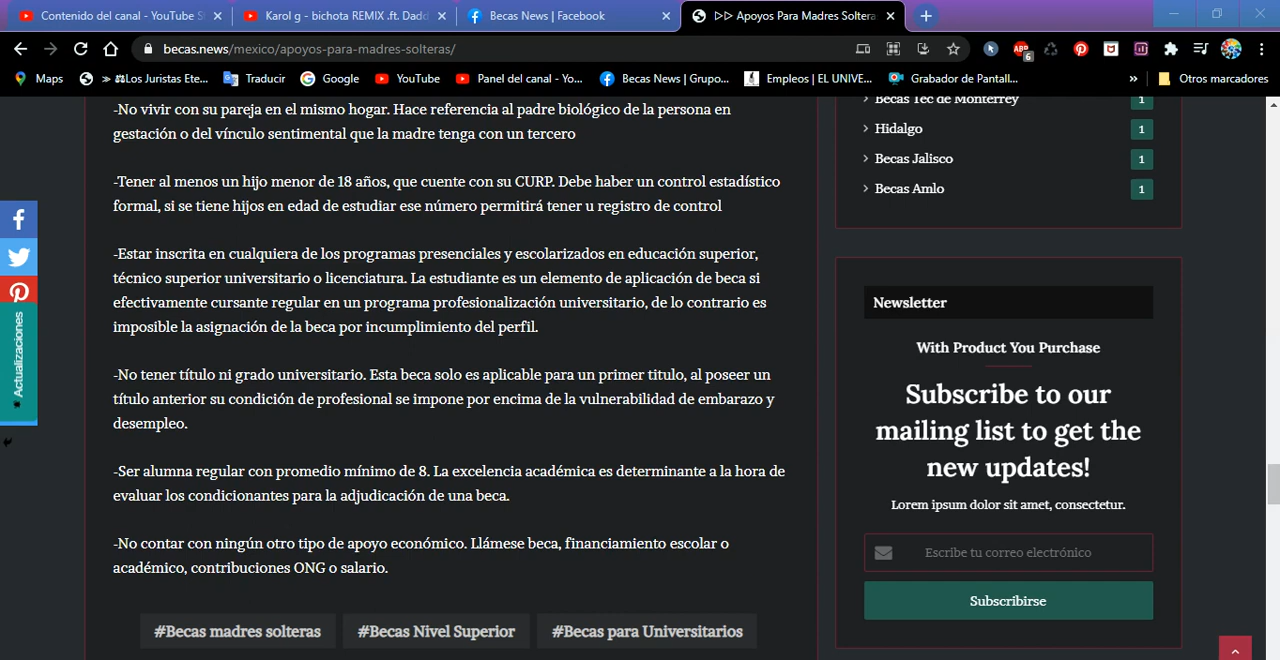 Contenido del canal - YouTube S
Karol g - bichota REMIX .ft. Dadd
Becas News | Facebook
▷▷ Apoyos Para Madres Soltera
becas.news/mexico/apoyos-para-madres-solteras/
ABP
6
Maps
» ⚖Los Juristas Ete...
Traducir
Google
YouTube
Panel del canal - Yo...
Becas News | Grupo...
Empleos | EL UNIVE...
Grabador de Pantall...
»
Otros marcadores
-No vivir con su pareja en el mismo hogar. Hace referencia al padre biológico de la persona en
gestación o del vínculo sentimental que la madre tenga con un tercero
-Tener al menos un hijo menor de 18 años, que cuente con su CURP. Debe haber un control estadístico
formal, si se tiene hijos en edad de estudiar ese número permitirá tener u registro de control
-Estar inscrita en cualquiera de los programas presenciales y escolarizados en educación superior,
técnico superior universitario o licenciatura. La estudiante es un elemento de aplicación de beca si
efectivamente cursante regular en un programa profesionalización universitario, de lo contrario es
imposible la asignación de la beca por incumplimiento del perfil.
-No tener título ni grado universitario. Esta beca solo es aplicable para un primer titulo, al poseer un
título anterior su condición de profesional se impone por encima de la vulnerabilidad de embarazo y
desempleo.
-Ser alumna regular con promedio mínimo de 8. La excelencia académica es determinante a la hora de
evaluar los condicionantes para la adjudicación de una beca.
-No contar con ningún otro tipo de apoyo económico. Llámese beca, financiamiento escolar o
académico, contribuciones ONG o salario.
#Becas madres solteras
#Becas Nivel Superior
#Becas para Universitarios
Actualizaciones
Becas Tec de Monterrey
1
Hidalgo
1
Becas Jalisco
1
Becas Amlo
1
Newsletter
With Product You Purchase
Subscribe to our
mailing list to get the
new updates!
Lorem ipsum dolor sit amet, consectetur.
Escribe tu correo electrónico
Subscribirse